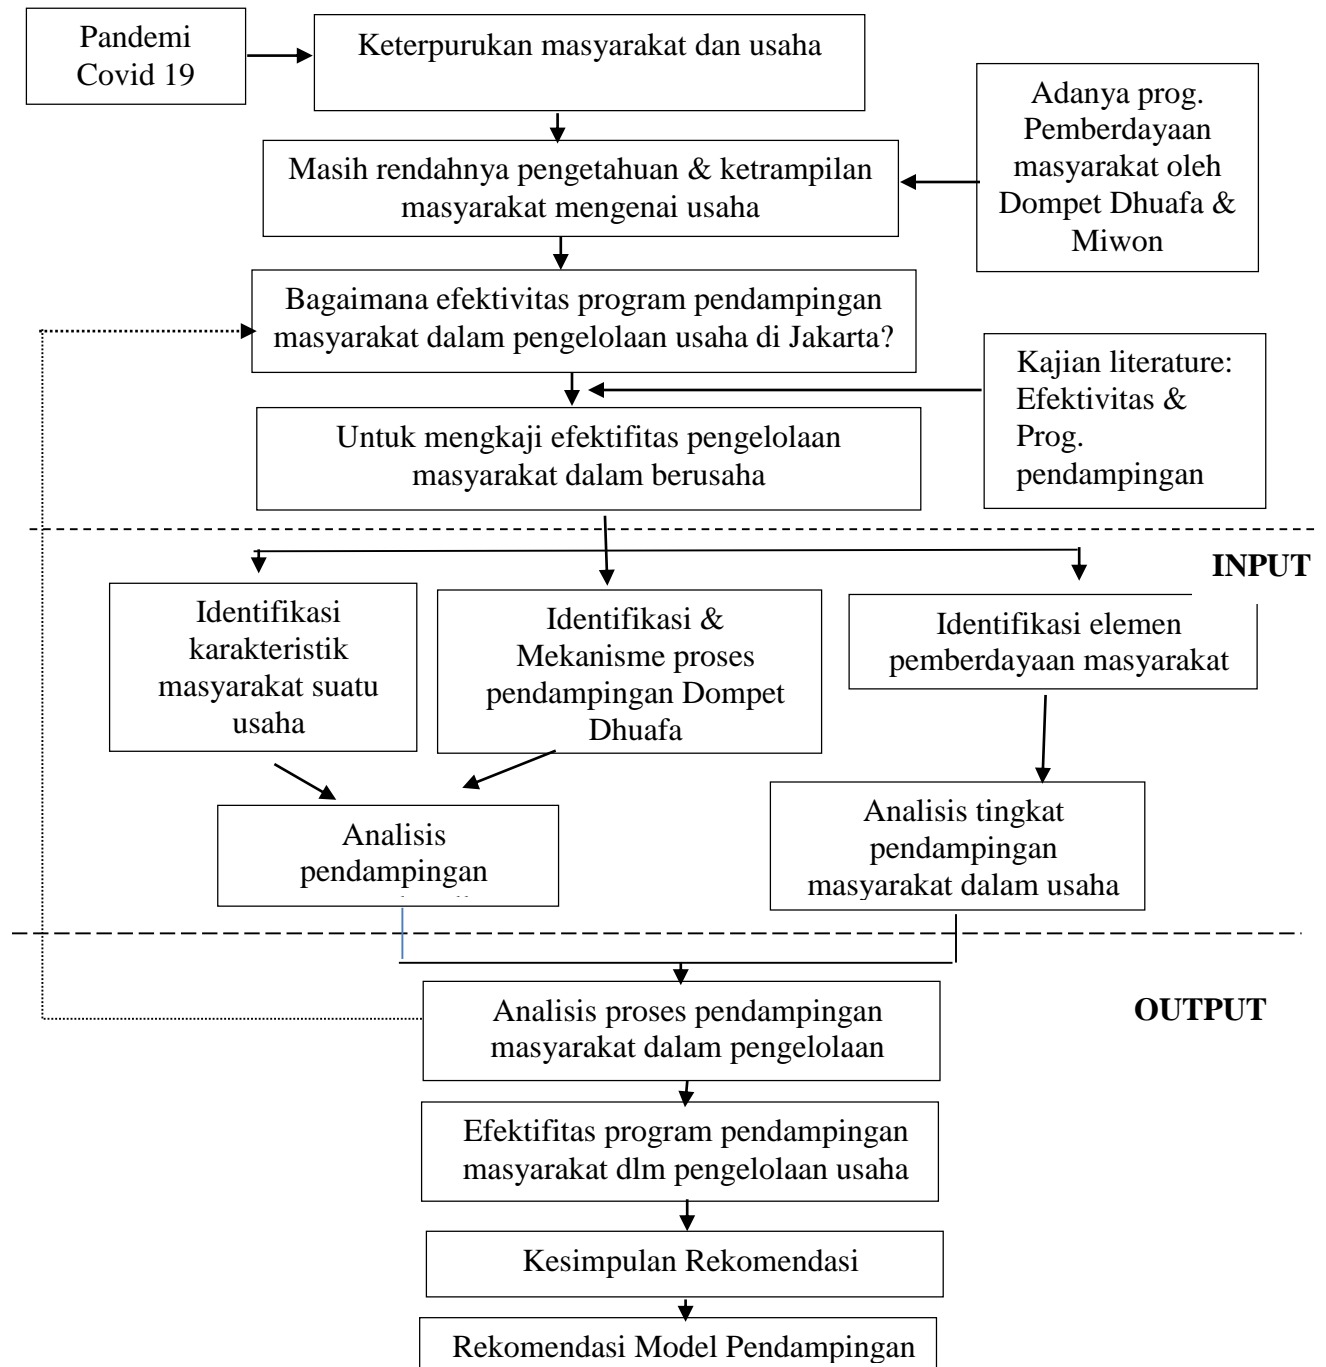 Pandemi
Covid 19
Keterpurukan masyarakat dan usaha
Adanya prog.
Pemberdayaan
masyarakat oleh
Dompet Dhuafa &
Miwon
Masih rendahnya pengetahuan & ketrampilan
masyarakat mengenai usaha
Bagaimana efektivitas program pendampingan
masyarakat dalam pengelolaan usaha di Jakarta?
Kajian literature:
Efektivitas &
Prog.
pendampingan
Untuk mengkaji efektifitas pengelolaan
masyarakat dalam berusaha
INPUT
Identifikasi
karakteristik
masyarakat suatu
usaha
Identifikasi &
Mekanisme proses
pendampingan Dompet
Dhuafa
Identifikasi elemen
pemberdayaan masyarakat
Analisis
pendampingan
Analisis tingkat
pendampingan
masyarakat dalam usaha
OUTPUT
Analisis proses pendampingan
masyarakat dalam pengelolaan
Efektifitas program pendampingan
masyarakat dlm pengelolaan usaha
Kesimpulan Rekomendasi
Rekomendasi Model Pendampingan